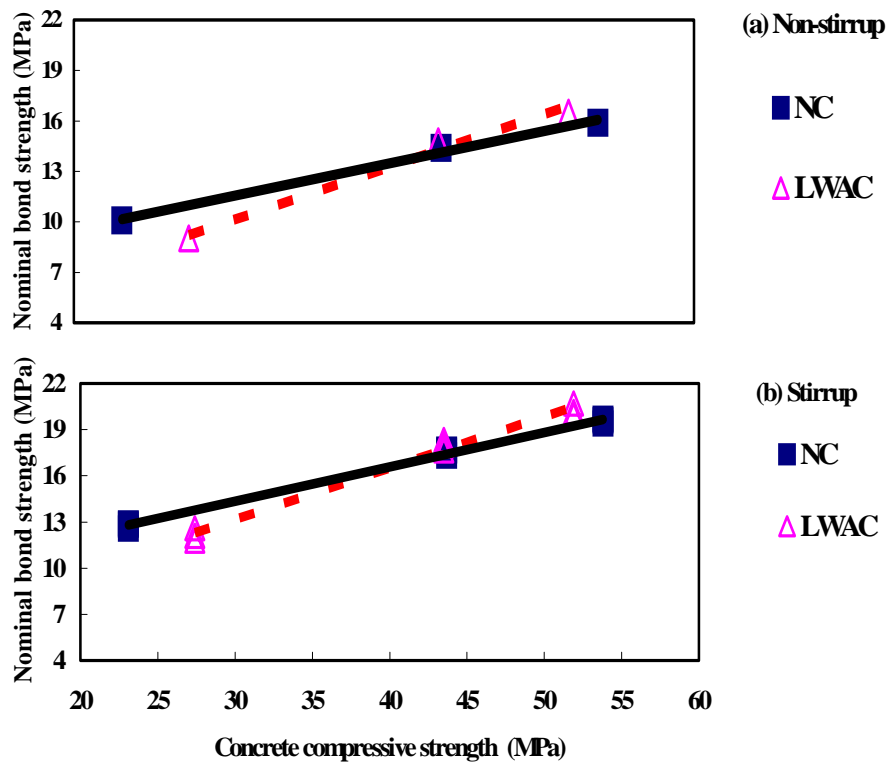 (a) Non-stirrup
Nominal bond strength (MPa)
22
19
16
13
10
7
4
NC
LWAC
(b) Stirrup
Nominal bond strength (MPa)
22
19
16
13
10
7
4
NC
LWAC
20 25 30 35 40 45 50 55 60
Concrete compressive strength (MPa)